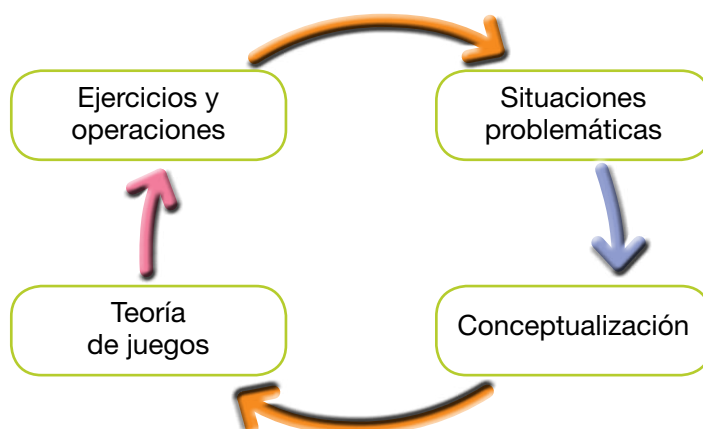 Ejercicios y
operaciones
Situaciones
problemáticas
Teoría
de juegos
Conceptualización